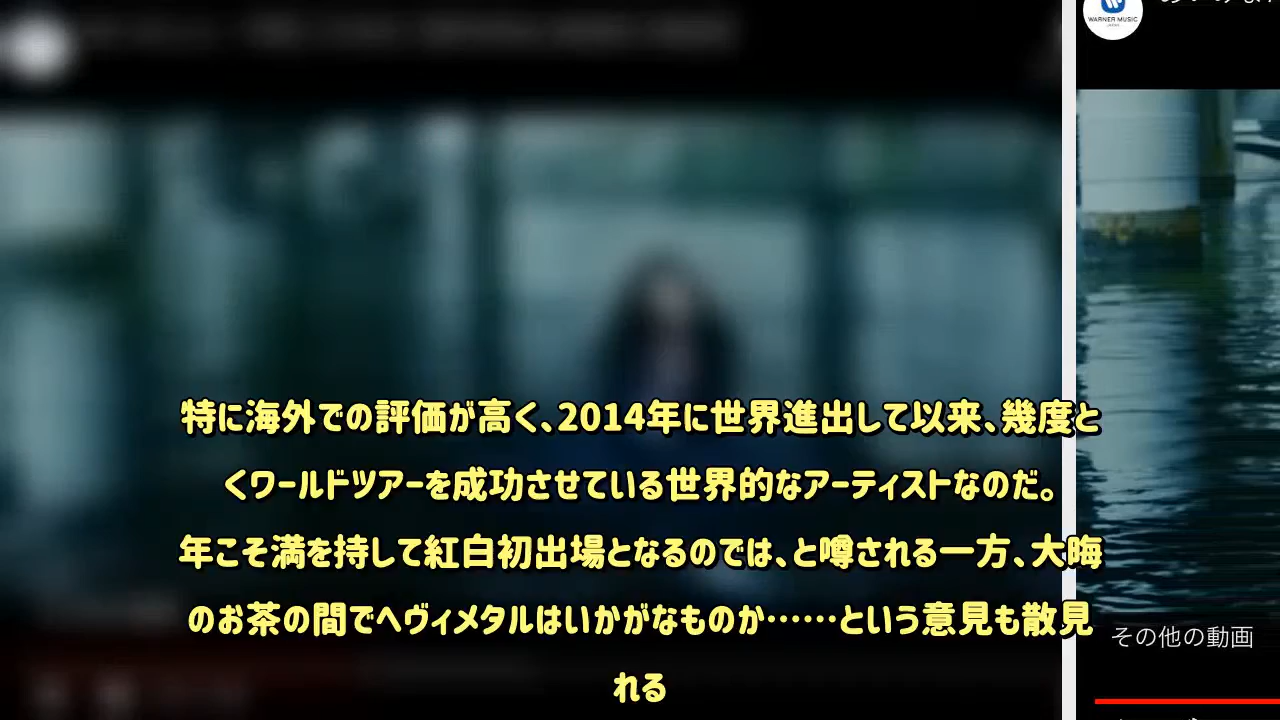 WARNER MUSIC
JAPAN
特に海外での評価が高く、2014年に世界進出して以来、幾度と
くワールドツアーを成功させている世界的なアーティストなのだ。
年こそ満を持して紅白初出場となるのでは、と噂される一方、大晦
のお茶の間でヘヴィメタルはいかがなものか……という意見も散見
れる
その他の動画